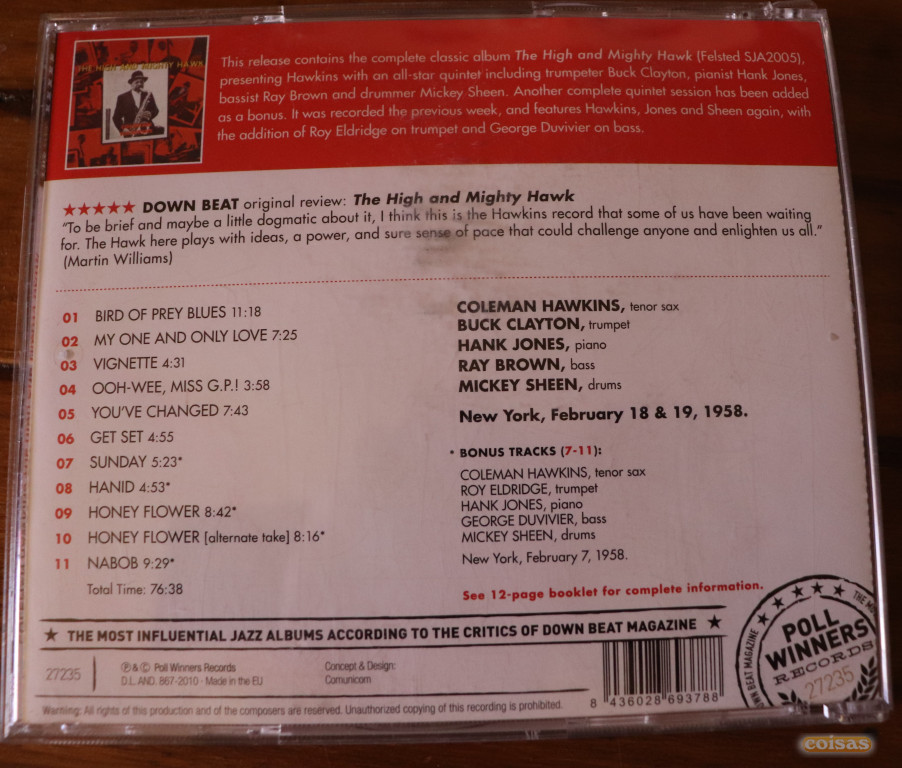 THE HIGH AND MIGHTY HAWK
This release contains the complete classic album The High and Mighty Hawk (Felsted SJA2005),
presenting Hawkins with an all-star quintet including trumpeter Buck Clayton, pianist Hank Jones,
bassist Ray Brown and drummer Mickey Sheen. Another complete quintet session has been added
as a bonus. It was recorded the previous week, and features Hawkins, Jones and Sheen again, with
the addition of Roy Eldridge on trumpet and George Duvivier on bass.
★★★★★ DOWN BEAT original review: The High and Mighty Hawk
"To be brief and maybe a little dogmatic about it, I think this is the Hawkins record that some of us have been waiting
for. The Hawk here plays with ideas, a power, and sure sense of pace that could challenge anyone and enlighten us all."
(Martin Williams)
01 BIRD OF PREY BLUES 11:18
02 MY ONE AND ONLY LOVE 7:25
03 VIGNETTE 4:31
04 OOH-WEE, MISS G.P.! 3:58
05 YOU'VE CHANGED 7:43
06 GET SET 4:55
07 SUNDAY 5:23*
08 HANID 4:53*
09 HONEY FLOWER 8:42*
10 HONEY FLOWER [alternate take] 8:16*
11 NABOB 9:29*
Total Time: 76:38
COLEMAN HAWKINS, tenor sax
BUCK CLAYTON, trumpet
HANK JONES, piano
RAY BROWN, bass
MICKEY SHEEN, drums
New York, February 18 & 19, 1958.
* BONUS TRACKS (7-11):
COLEMAN HAWKINS, tenor sax
ROY ELDRIDGE, trumpet
HANK JONES, piano
GEORGE DUVIVIER, bass
MICKEY SHEEN, drums
New York, February 7, 1958.
See 12-page booklet for complete information.
★ THE MOST INFLUENTIAL JAZZ ALBUMS ACCORDING TO THE CRITICS OF DOWN BEAT MAGAZINE ★
27235
℗ & © Poll Winners Records
D.L. AND. 867-2010 · Made in the EU
Concept & Design:
Comunicom
8 436028 693788
DOWN BEAT MAGAZINE ★ ★ ★ ★ ★ THE
POLL
WINNERS
RECORDS
27235
Warning: All rights of this production and of the composers are reserved. Unauthorized copying of this recording is prohibited.
coisas